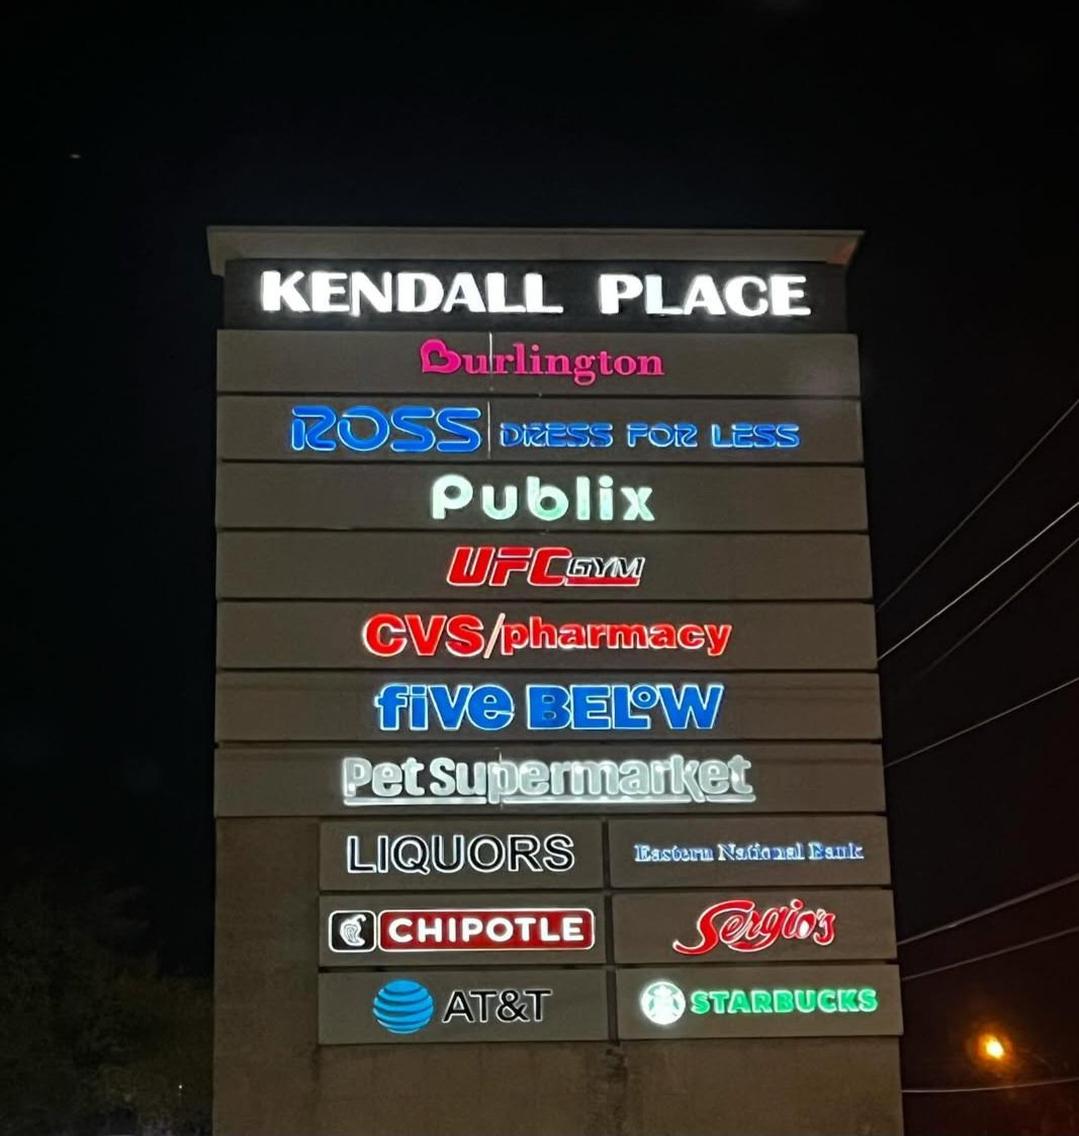 KENDALL PLACE
Burlington
ROSS DRESS FOR LESS
Publix
UFC GYM
CVS/pharmacy
five BELOW
Pet Supermarket
LIQUORS
Eastern National Bank
CHIPOTLE
Sergio's
AT&T
STARBUCKS